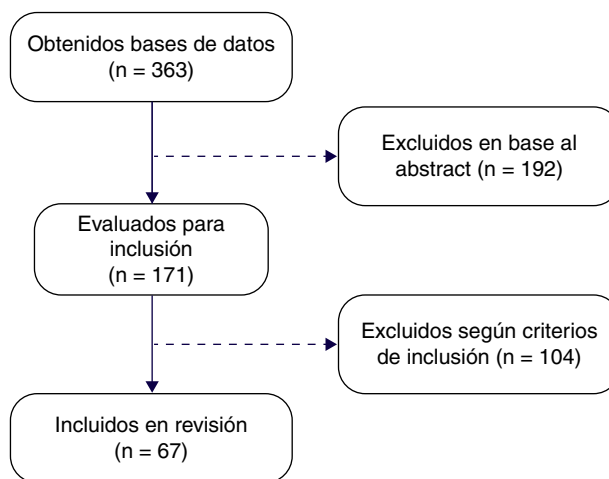 Obtenidos bases de datos
(n = 363)
Excluidos en base al
abstract (n = 192)
Evaluados para
inclusión
(n = 171)
Excluidos según criterios
de inclusión (n = 104)
Incluidos en revisión
(n = 67)